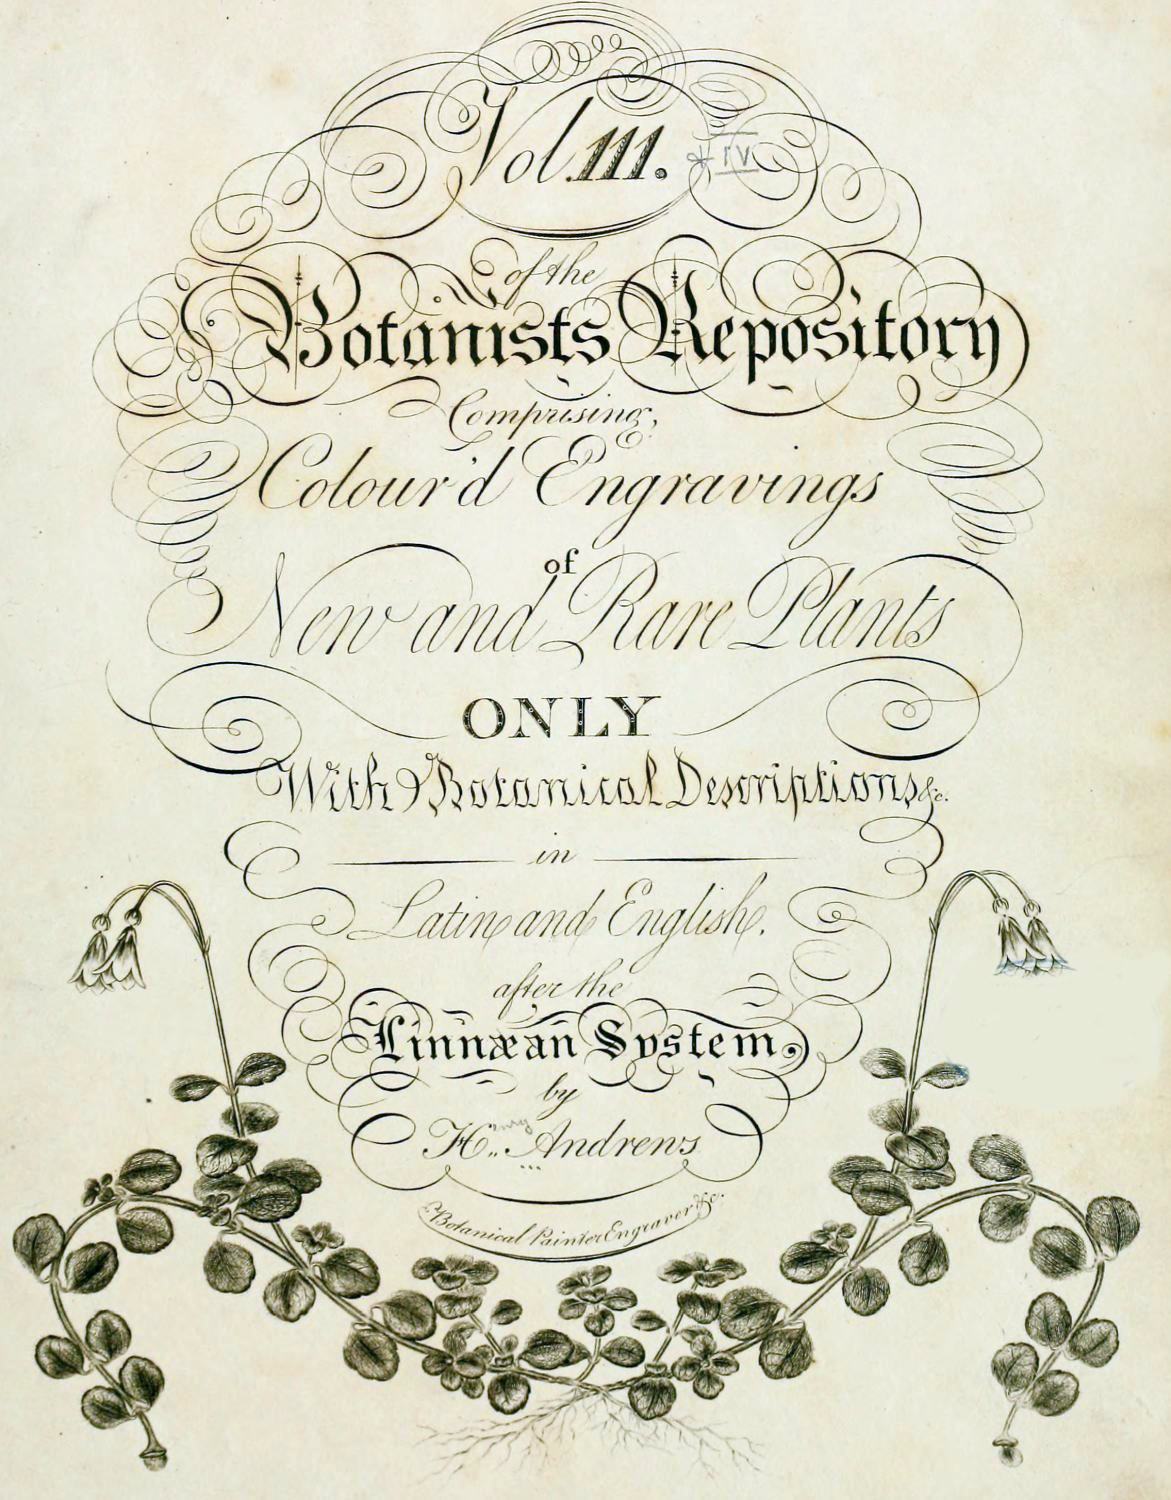 Vol. III. & IV
of the
Botanists Repository
Comprising
Colour'd Engravings
of
New and Rare Plants
ONLY
With Botanical Descriptions &c.
in
Latin and English,
after the
Linnæan System,
by
Henry Andrews
Botanical Painter Engraver &c.